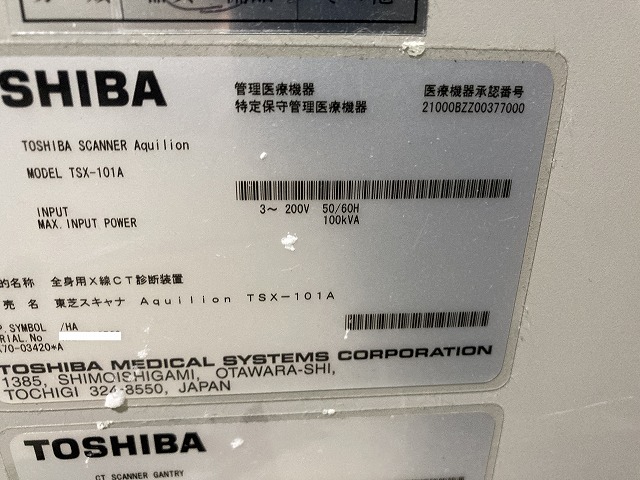 SHIBA
管理医療機器
特定保守管理医療機器
医療機器承認番号
21000BZZ00377000
TOSHIBA SCANNER Aquilion
MODEL TSX-101A
INPUT 3～ 200V 50/60H
MAX. INPUT POWER 100kVA
的名称 全身用X線CT診断装置
売 名 東芝スキャナ Aquilion TSX-101A
P.SYMBOL /HA
RIAL.No
A70-03420*A
TOSHIBA MEDICAL SYSTEMS CORPORATION
1385, SHIMOISHIGAMI, OTAWARA-SHI,
TOCHIGI 324-8550, JAPAN
TOSHIBA
CT SCANNER GANTRY